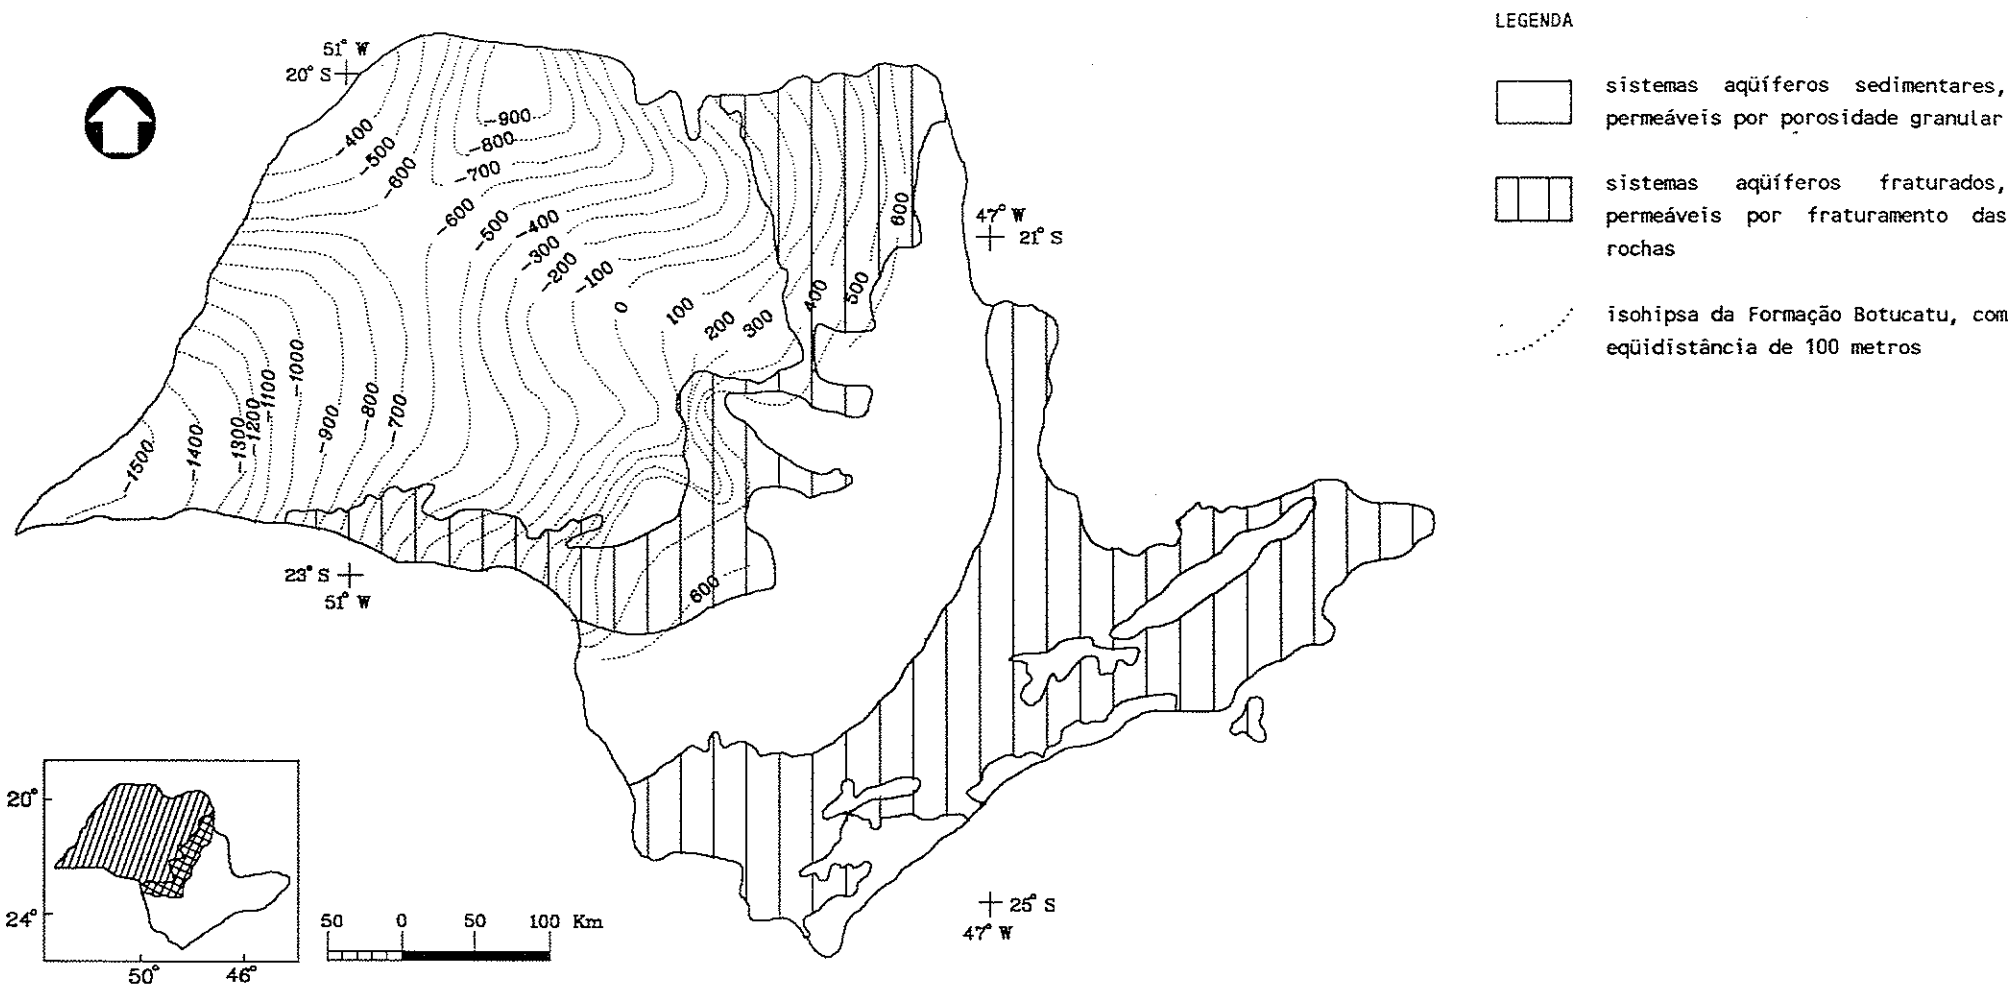 51° W
20° S
-400
-500
-600
-900
-800
-700
-600
-500
-400
-300
-200
-100
0
100
200
300
400
500
600
47° W
21° S
-1500
-1400
-1300
-1200
-1100
-1000
-900
-800
-700
600
23° S
51° W
25° S
47° W
20°
24°
50°
46°
50 0 50 100 Km
LEGENDA
sistemas aqüíferos sedimentares,
permeáveis por porosidade granular
sistemas aqüíferos fraturados,
permeáveis por fraturamento das
rochas
isohipsa da Formação Botucatu, com
eqüidistância de 100 metros